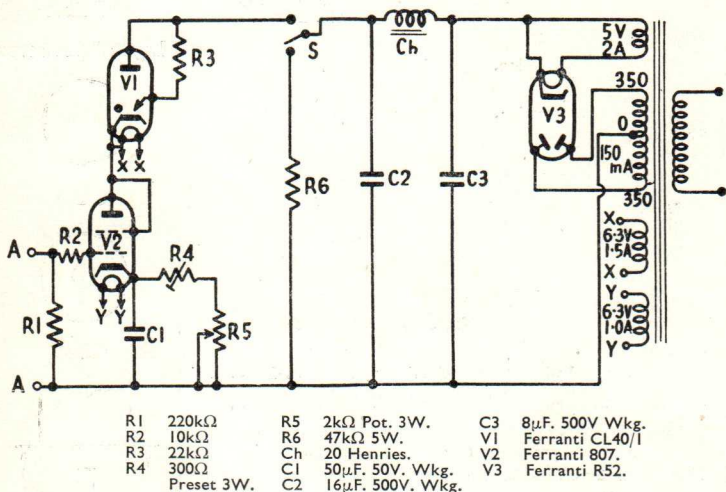 5V
2A
V1
R3
S
Ch
350
V3
0
150
mA
350
X X
R6
C2
C3
A
R2
V2
R4
X
6.3V
1.5A
X
Y
6.3V
1.0A
Y
Y Y
R1
C1
R5
A
R1 220kΩ R5 2kΩ Pot. 3W. C3 8μF. 500V Wkg.
R2 10kΩ R6 47kΩ 5W. V1 Ferranti CL40/1
R3 22kΩ Ch 20 Henries. V2 Ferranti 807.
R4 300Ω C1 50μF. 50V. Wkg. V3 Ferranti R52.
Preset 3W. C2 16μF. 500V. Wkg.